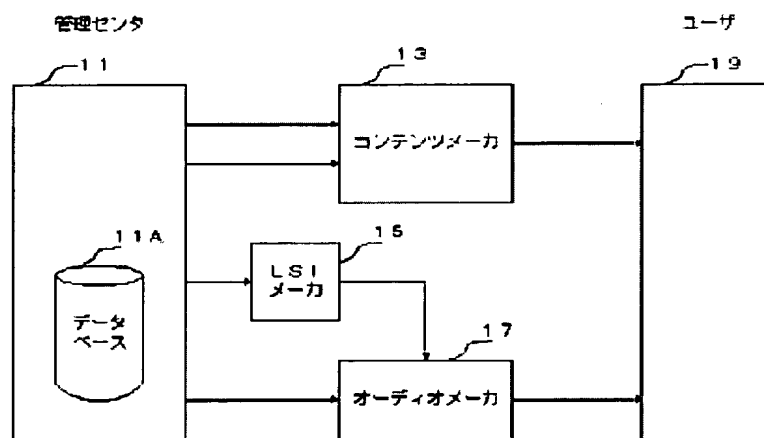 管理センタ
ユーザ
１１
１３
１９
コンテンツメーカ
１１A
１５
LSI
メーカ
データ
ベース
１７
オーディオメーカ